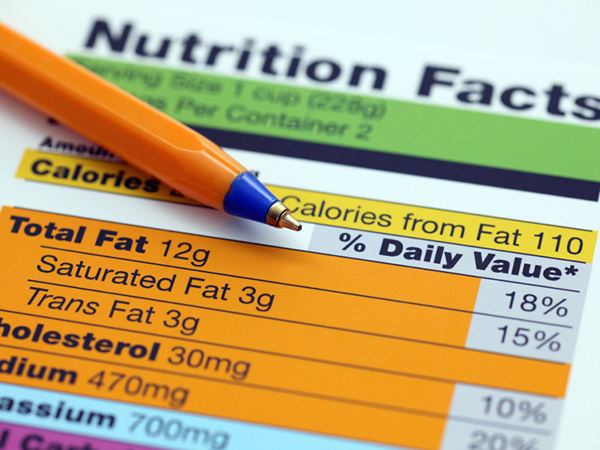 Nutrition Facts
Serving Size 1 cup (228g)
Per Container 2
Amount
Calories
Calories from Fat 110
% Daily Value*
Total Fat 12g 18%
Saturated Fat 3g 15%
Trans Fat 3g
holesterol 30mg 10%
dium 470mg 20%
assium 700mg